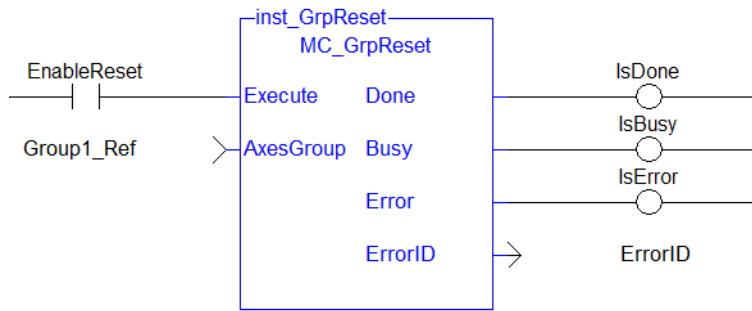 inst_GrpReset
MC_GrpReset
EnableReset
IsDone
Execute Done
IsBusy
Group1_Ref AxesGroup Busy
IsError
Error
ErrorID ErrorID